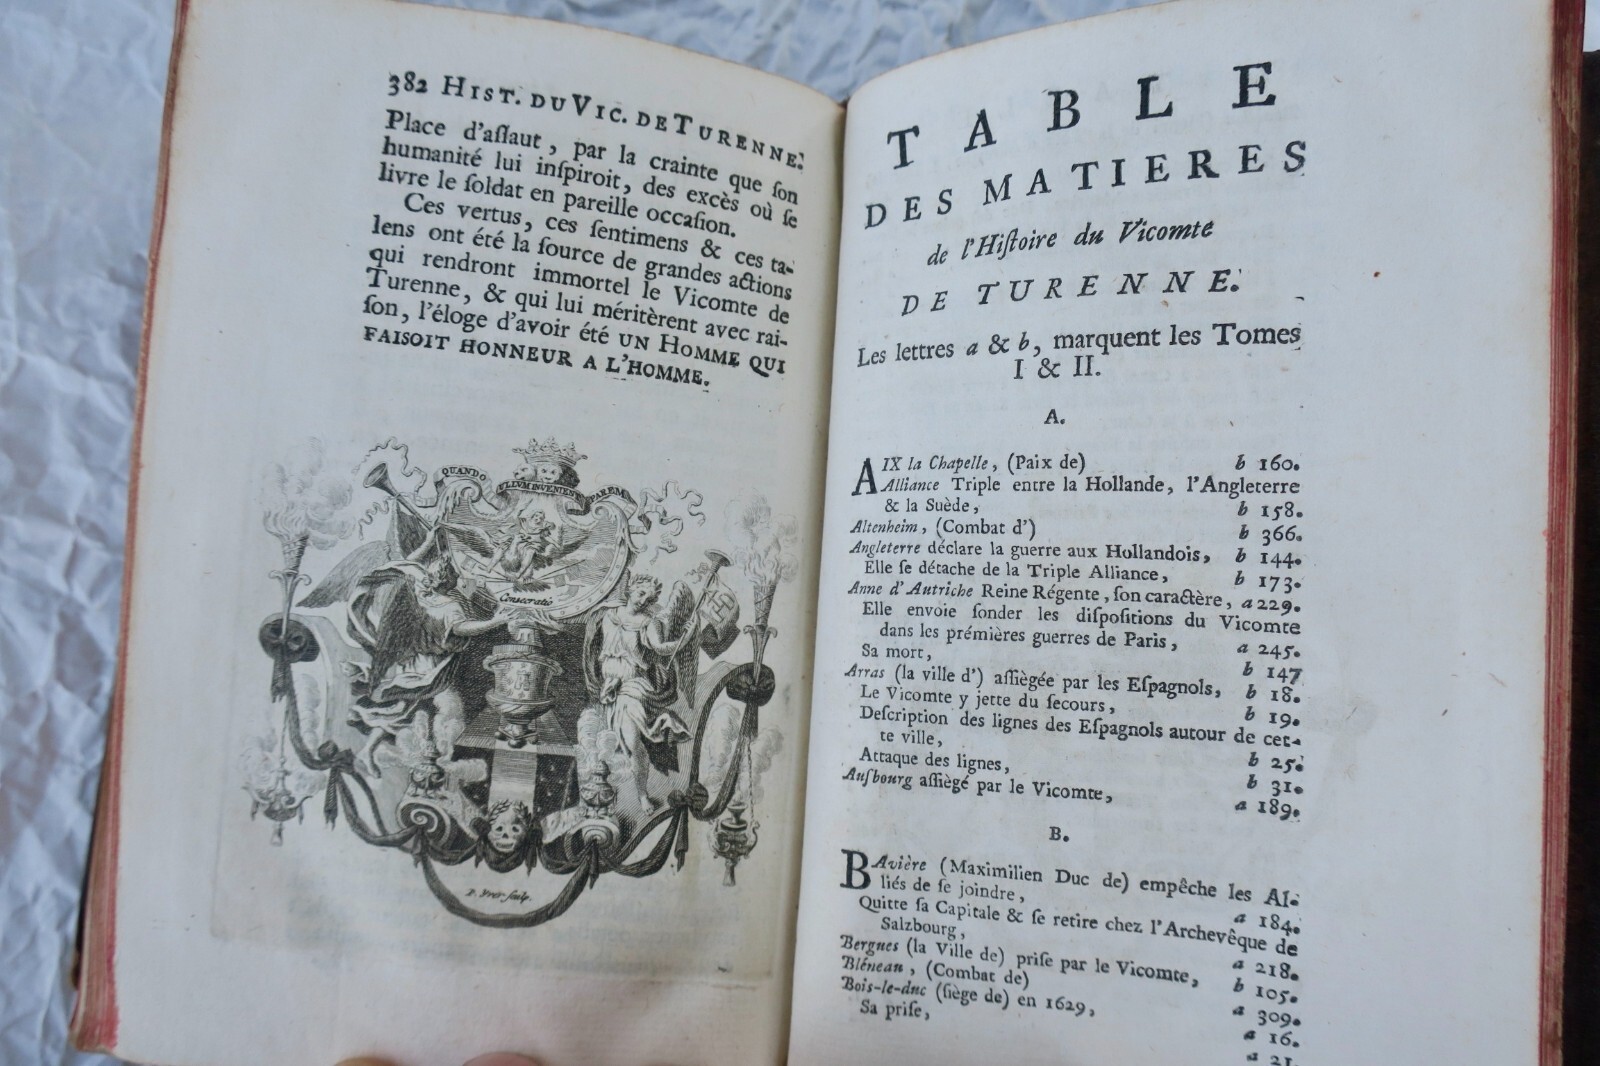 382 HIST. DU VIC. DE TURENNE.
Place d'aſſaut, par la crainte que ſon
humanité lui inſpiroit, des excès où ſe
livre le ſoldat en pareille occaſion.
Ces vertus, ces ſentimens & ces ta-
lens ont été la ſource de grandes actions
qui rendront immortel le Vicomte de
Turenne, & qui lui méritèrent avec rai-
ſon, l'éloge d'avoir été UN HOMME QUI
FAISOIT HONNEUR A L'HOMME.
QUANDO ULLUM INVENIENT PAREM
Consecratio
P. Yver sculp.
TABLE
DES MATIERES
de l'Hiſtoire du Vicomte
DE TURENNE.
Les lettres a & b, marquent les Tomes
I & II.
A.
AIX la Chapelle, (Paix de) b 160.
Alliance Triple entre la Hollande, l'Angleterre
& la Suède, b 158.
Altenheim, (Combat d') b 366.
Angleterre déclare la guerre aux Hollandois, b 144.
Elle ſe détache de la Triple Alliance, b 173.
Anne d'Autriche Reine Régente, ſon caractère, a 229.
Elle envoie ſonder les diſpoſitions du Vicomte
dans les prémières guerres de Paris, a 245.
Sa mort, b 147
Arras (la ville d') aſſiègée par les Eſpagnols, b 18.
Le Vicomte y jette du ſecours, b 19.
Deſcription des lignes des Eſpagnols autour de cet-
te ville, b 25.
Attaque des lignes, b 31.
Ausbourg aſſiégé par le Vicomte, a 189.
B.
BAvière (Maximilien Duc de) empêche les Al-
liés de ſe joindre, a 184.
Quitte ſa Capitale & ſe retire chez l'Archevêque de
Salzbourg, a 218.
Bergues (la Ville de) priſe par le Vicomte, b 105.
Bléneau, (Combat de) a 309.
Bois-le-duc (ſiège de) en 1629, a 16.
Sa priſe, a 21.